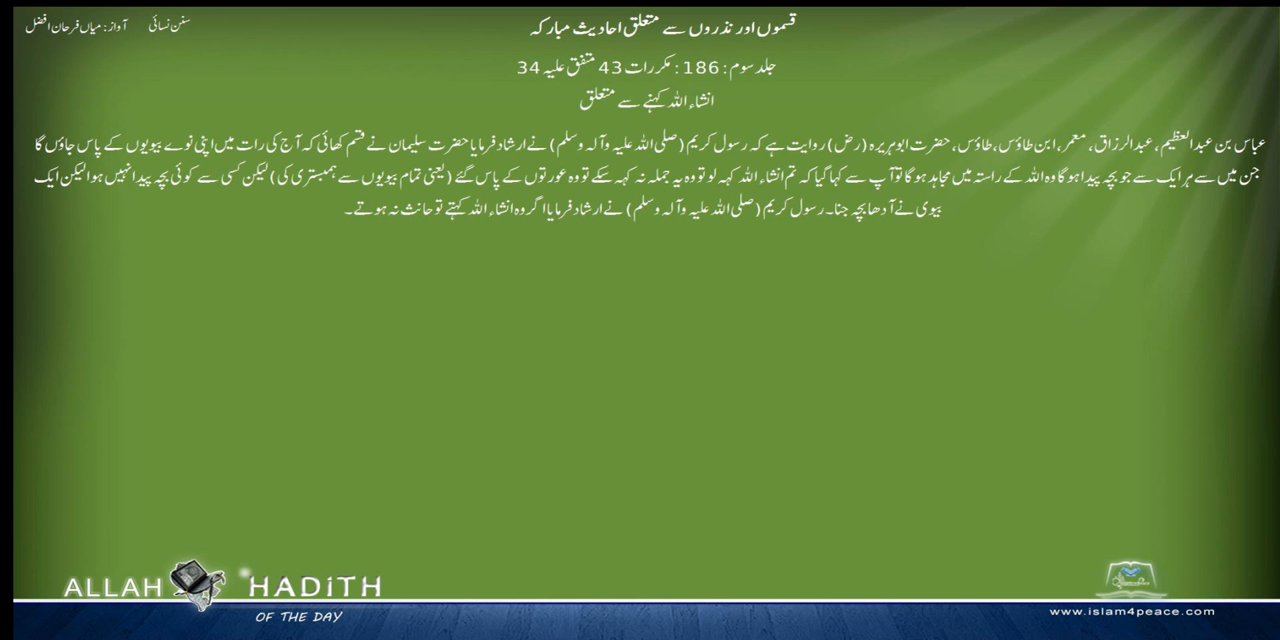 قسموں اور نذروں سے متعلق احادیث مبارکہ
سنن نسائی آواز: میاں فرحان افضل
جلد سوم: 186 : مکررات 43 متفق علیہ 34
انشاء اللہ کہنے سے متعلق
عباس بن عبدالعظیم، عبدالرزاق، معمر، ابن طاؤس، طاؤس، حضرت ابوہریرہ (رض) روایت ہے کہ رسول کریم (صلی اللہ علیہ وآلہ وسلم) نے ارشاد فرمایا حضرت سلیمان نے قسم کھائی کہ آج کی رات میں اپنی نوے بیویوں کے پاس جاؤں گا
جن میں سے ہر ایک سے جو بچہ پیدا ہوگا وہ اللہ کے راستہ میں مجاہد ہوگا تو آپ سے کہا گیا کہ تم انشاء اللہ کہہ لو تو وہ یہ جملہ نہ کہہ سکے تو وہ عورتوں کے پاس گئے (یعنی تمام بیویوں سے ہمبستری کی) لیکن کسی سے کوئی بچہ پیدا نہیں ہوا لیکن ایک
بیوی نے آدھا بچہ جنا۔ رسول کریم (صلی اللہ علیہ وآلہ وسلم) نے ارشاد فرمایا اگر وہ انشاء اللہ کہتے تو حانث نہ ہوتے۔
ALLAH HADITH
OF THE DAY
www.islam4peace.com